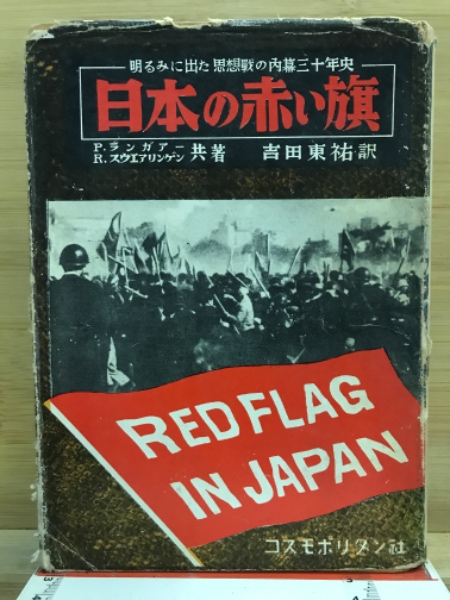 明るみに出た思想戦の内幕三十年史
日本の赤い旗
P. ランガアー
R. スウエアリンゲン 共著 吉田東祐訳
RED FLAG
IN JAPAN
コスモポリタン社